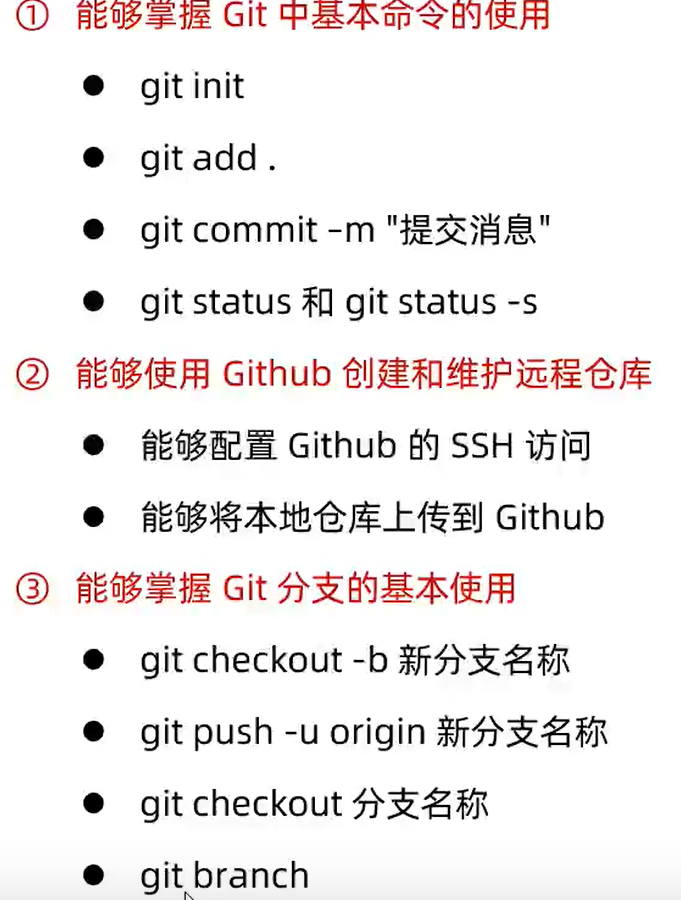 ① 能够掌握 Git 中基本命令的使用
● git init
● git add .
● git commit –m "提交消息"
● git status 和 git status -s
② 能够使用 Github 创建和维护远程仓库
● 能够配置 Github 的 SSH 访问
● 能够将本地仓库上传到 Github
③ 能够掌握 Git 分支的基本使用
● git checkout -b 新分支名称
● git push -u origin 新分支名称
● git checkout 分支名称
● git branch